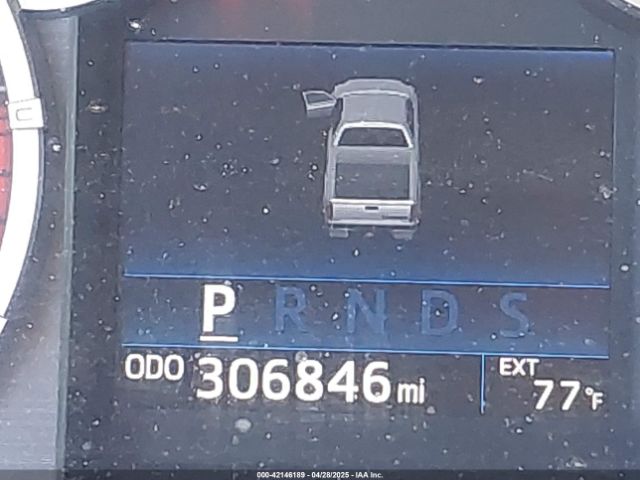 P R N D S
ODO 306846 mi
EXT
77°F
000-42146189 - 04/28/2025 - IAA Inc.